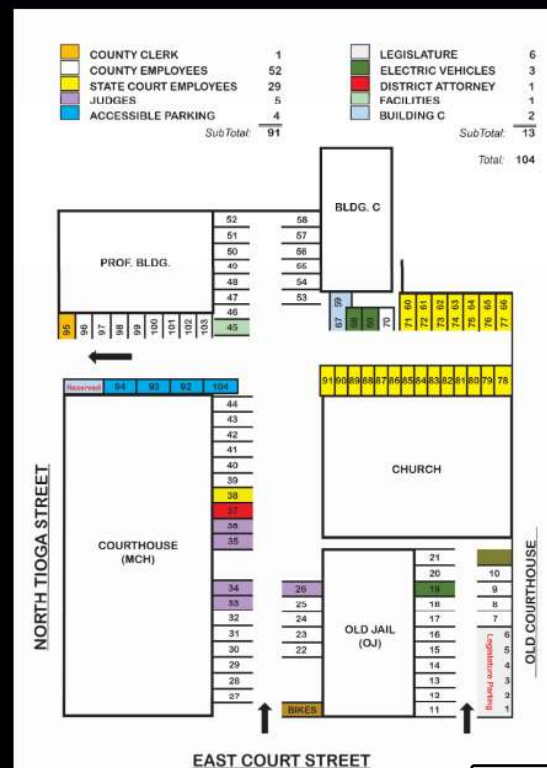 COUNTY CLERK 1
COUNTY EMPLOYEES 52
STATE COURT EMPLOYEES 29
JUDGES 5
ACCESSIBLE PARKING 4
SubTotal: 91
LEGISLATURE 6
ELECTRIC VEHICLES 3
DISTRICT ATTORNEY 1
FACILITIES 1
BUILDING C 2
SubTotal: 13
Total: 104
BLDG. C
PROF. BLDG.
52
51
50
49
48
47
46
45
58
57
56
55
54
53
95 96 97 98 99 100 101 102 103
59
67 68 69 70
60
61
62
63
64
65
66
71 72 73 74 75 76 77
Reserved 94 93 92 104
91 90 89 88 87 86 85 84 83 82 81 80 79 78
CHURCH
COURTHOUSE
(MCH)
44
43
42
41
40
39
38
37
36
35
34
33
32
31
30
29
28
27
26
25
24
23
22
BIKES
OLD JAIL
(OJ)
21
20
19
18
17
16
15
14
13
12
11
10
9
8
7
6
5
4
3
2
1
Legislature Parking
NORTH TIOGA STREET
OLD COURTHOUSE
EAST COURT STREET